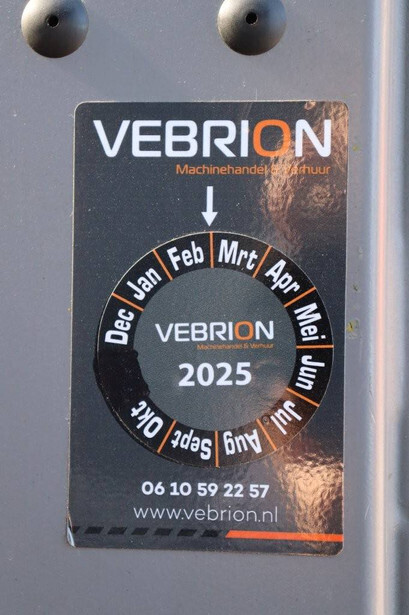 VEBRION
Machinehandel & Verhuur
Jan Feb Mrt Apr Mei Jun Jul Aug Sept Okt Dec
VEBRION
Machinehandel & Verhuur
2025
06 10 59 22 57
www.vebrion.nl